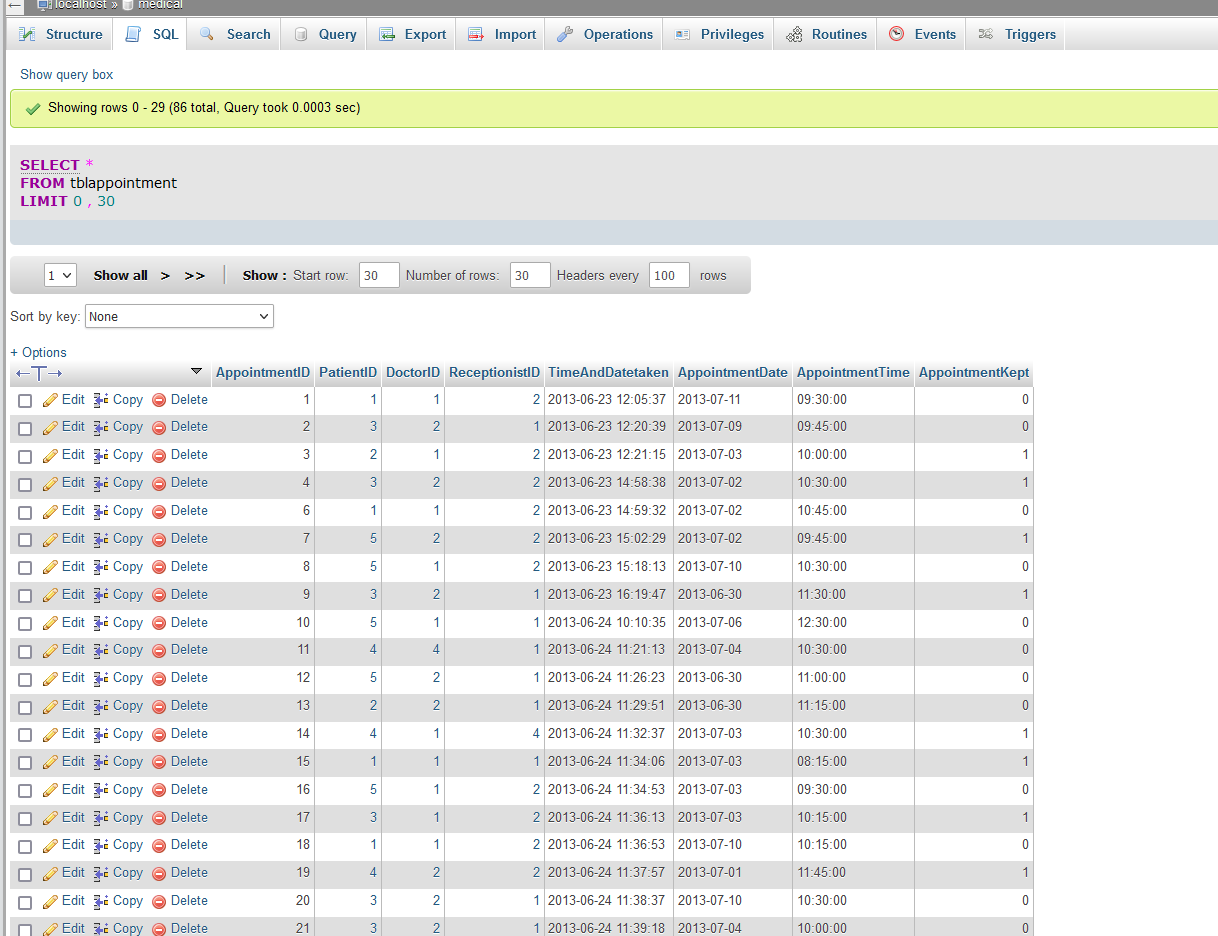 localhost » medical
Structure SQL Search Query Export Import Operations Privileges Routines Events Triggers
Show query box
Showing rows 0 - 29 (86 total, Query took 0.0003 sec)
SELECT *
FROM tblappointment
LIMIT 0 , 30
1 Show all > >> Show : Start row: 30 Number of rows: 30 Headers every 100 rows
Sort by key: None
+ Options
←T→ AppointmentID PatientID DoctorID ReceptionistID TimeAndDatetaken AppointmentDate AppointmentTime AppointmentKept
Edit Copy Delete 1 1 1 2 2013-06-23 12:05:37 2013-07-11 09:30:00 0
Edit Copy Delete 2 3 2 1 2013-06-23 12:20:39 2013-07-09 09:45:00 0
Edit Copy Delete 3 2 1 2 2013-06-23 12:21:15 2013-07-03 10:00:00 1
Edit Copy Delete 4 3 2 2 2013-06-23 14:58:38 2013-07-02 10:30:00 1
Edit Copy Delete 6 1 1 2 2013-06-23 14:59:32 2013-07-02 10:45:00 0
Edit Copy Delete 7 5 2 2 2013-06-23 15:02:29 2013-07-02 09:45:00 1
Edit Copy Delete 8 5 1 2 2013-06-23 15:18:13 2013-07-10 10:30:00 0
Edit Copy Delete 9 3 2 1 2013-06-23 16:19:47 2013-06-30 11:30:00 1
Edit Copy Delete 10 5 1 1 2013-06-24 10:10:35 2013-07-06 12:30:00 0
Edit Copy Delete 11 4 4 1 2013-06-24 11:21:13 2013-07-04 10:30:00 0
Edit Copy Delete 12 5 2 1 2013-06-24 11:26:23 2013-06-30 11:00:00 0
Edit Copy Delete 13 2 2 1 2013-06-24 11:29:51 2013-06-30 11:15:00 0
Edit Copy Delete 14 4 1 4 2013-06-24 11:32:37 2013-07-03 10:30:00 1
Edit Copy Delete 15 1 1 1 2013-06-24 11:34:06 2013-07-03 08:15:00 1
Edit Copy Delete 16 5 1 2 2013-06-24 11:34:53 2013-07-03 09:30:00 0
Edit Copy Delete 17 3 1 2 2013-06-24 11:36:13 2013-07-03 10:15:00 1
Edit Copy Delete 18 1 1 2 2013-06-24 11:36:53 2013-07-10 10:15:00 0
Edit Copy Delete 19 4 2 2 2013-06-24 11:37:57 2013-07-01 11:45:00 1
Edit Copy Delete 20 3 2 1 2013-06-24 11:38:37 2013-07-10 10:30:00 0
Edit Copy Delete 21 3 2 1 2013-06-24 11:39:18 2013-07-04 10:00:00 0